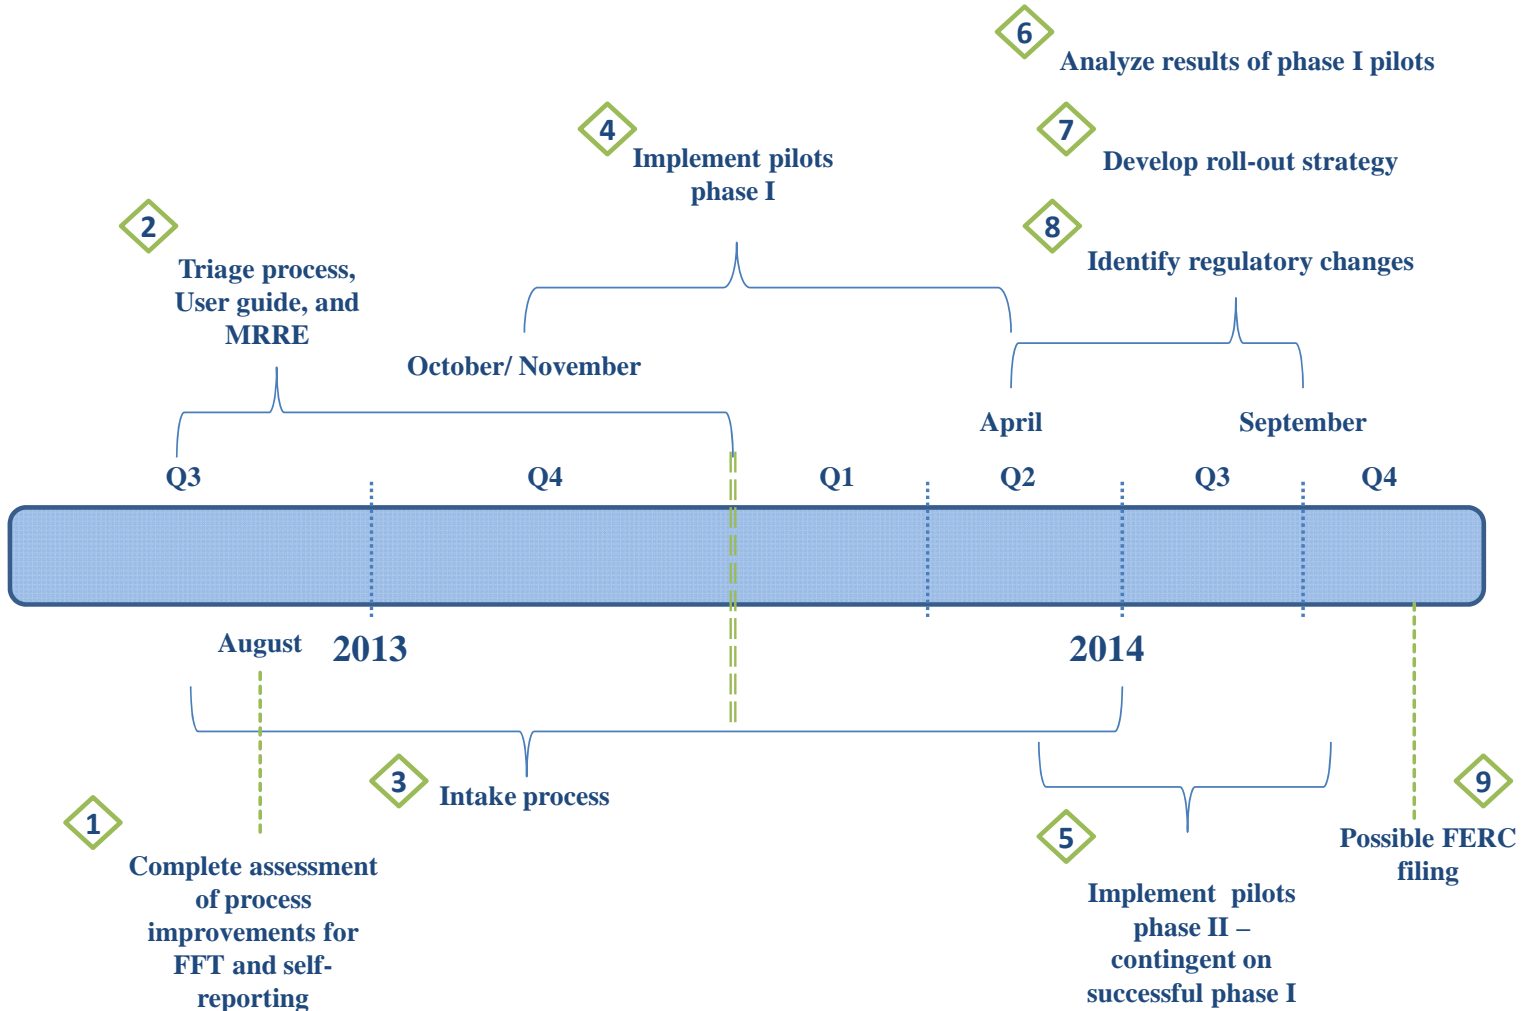 6
Analyze results of phase I pilots
4
Implement pilots
phase I
7
Develop roll-out strategy
2
Triage process,
User guide, and
MRRE
8
Identify regulatory changes
October/ November
April
September
Q3
Q4
Q1
Q2
Q3
Q4
August
2013
2014
3
Intake process
1
Complete assessment
of process
improvements for
FFT and self-
reporting
5
Implement pilots
phase II –
contingent on
successful phase I
9
Possible FERC
filing